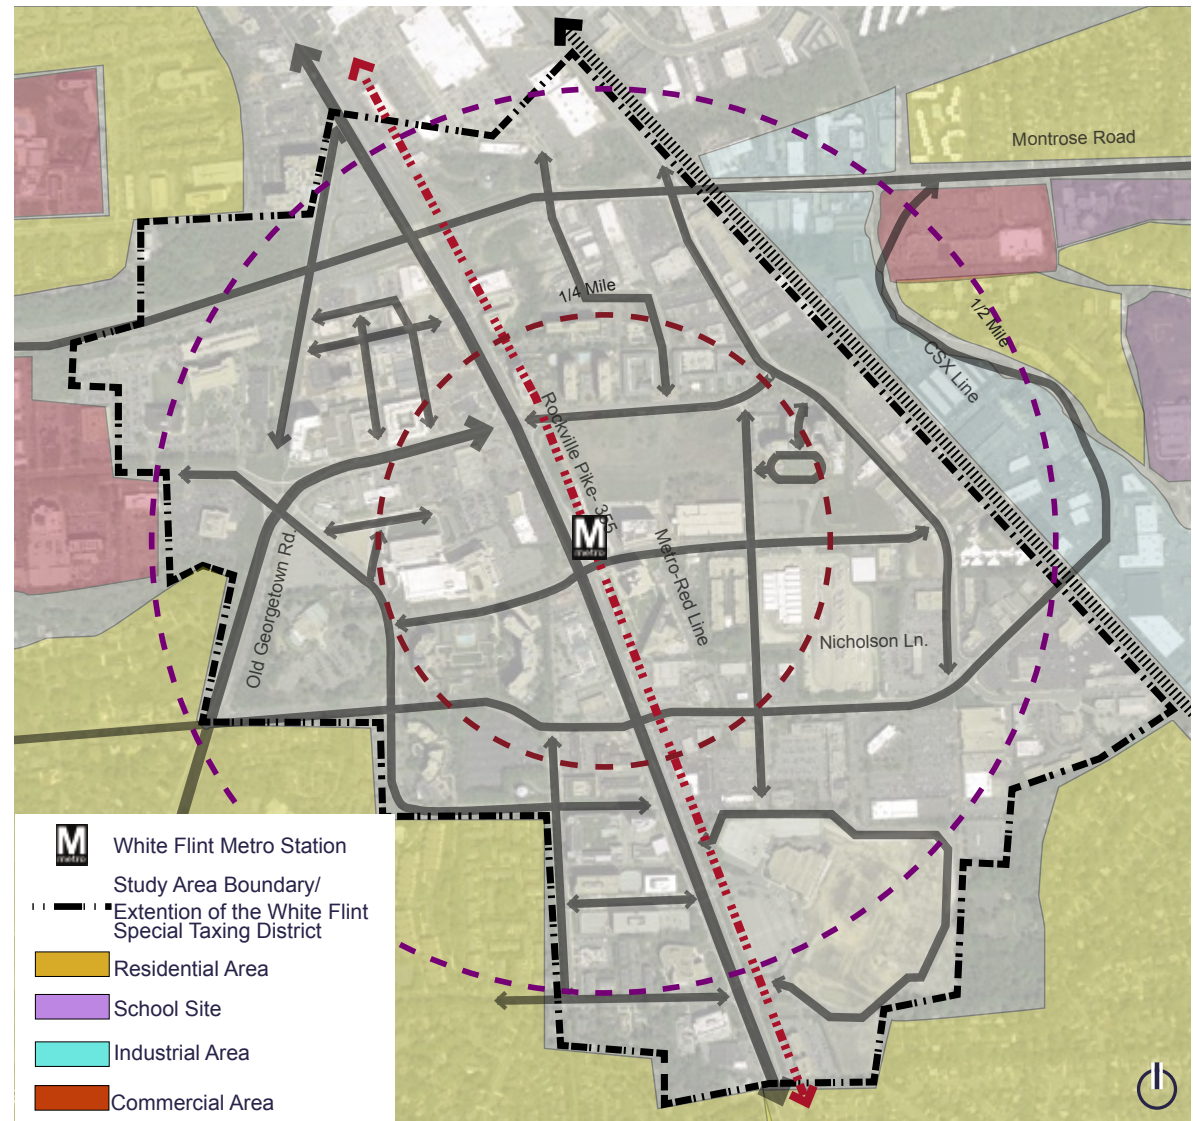 Montrose Road
1/4 Mile
1/2 Mile
CSX Line
Rockville Pike- 355
M
metro
Metro-Red Line
Old Georgetown Rd.
Nicholson Ln.
M
metro
White Flint Metro Station
Study Area Boundary/
Extention of the White Flint
Special Taxing District
Residential Area
School Site
Industrial Area
Commercial Area